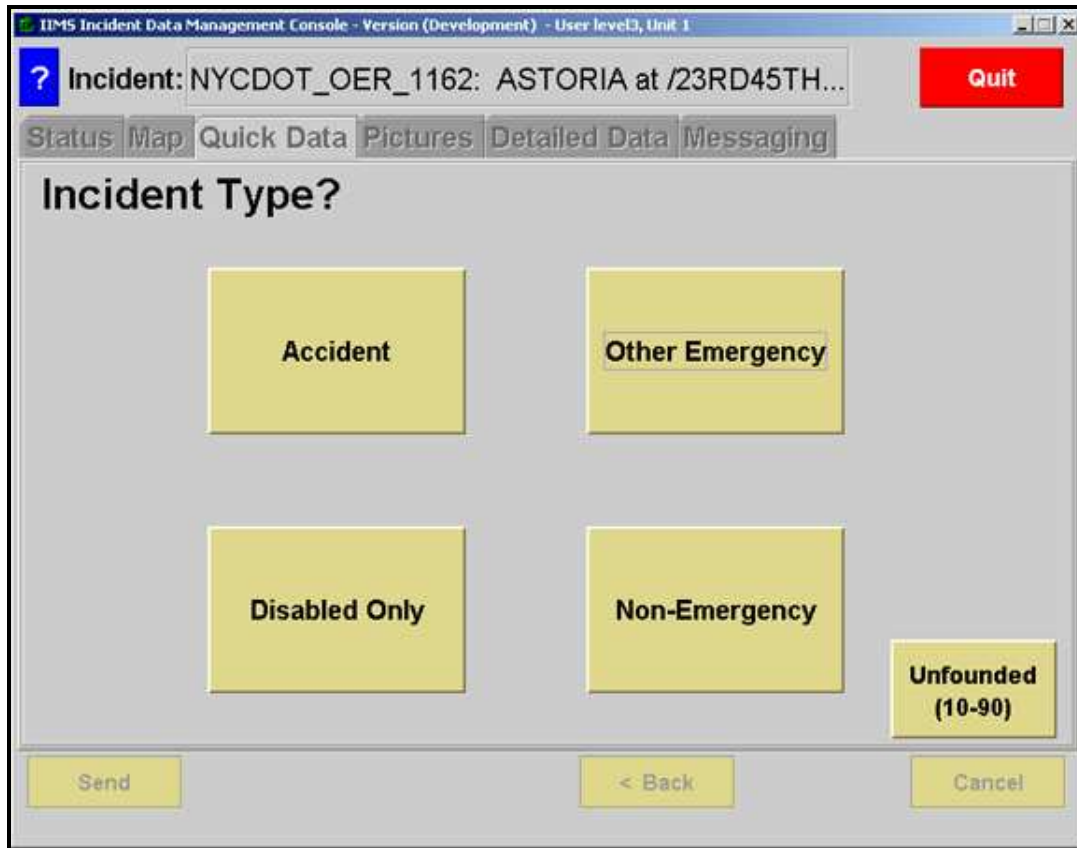 IIMS Incident Data Management Console - Version (Development) - User level3, Unit 1
? Incident: NYCDOT_OER_1162: ASTORIA at /23RD45TH... Quit
Status Map Quick Data Pictures Detailed Data Messaging
Incident Type?
Accident Other Emergency
Disabled Only Non-Emergency
Unfounded
(10-90)
Send < Back Cancel